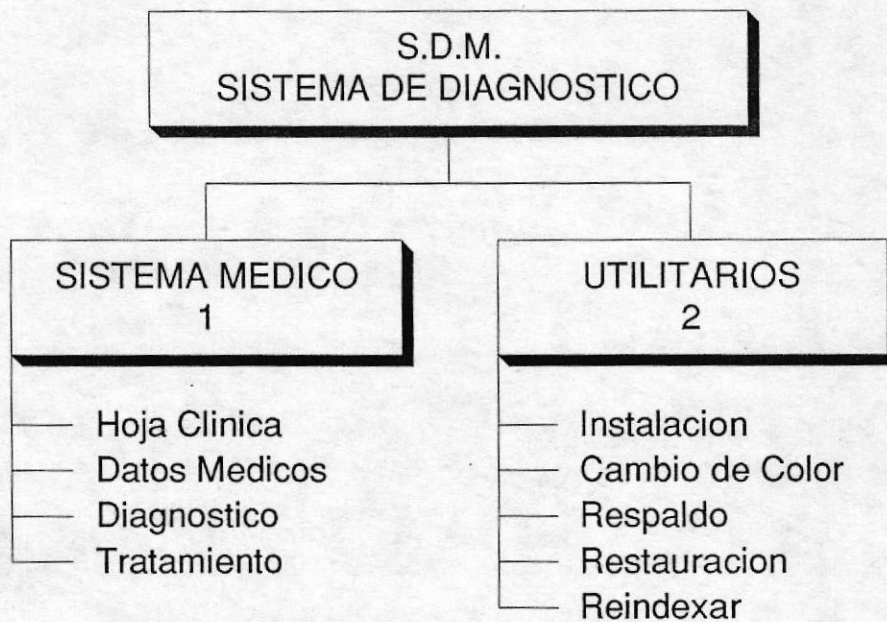 S.D.M.
SISTEMA DE DIAGNOSTICO
SISTEMA MEDICO
1
Hoja Clinica
Datos Medicos
Diagnostico
Tratamiento
UTILITARIOS
2
Instalacion
Cambio de Color
Respaldo
Restauracion
Reindexar